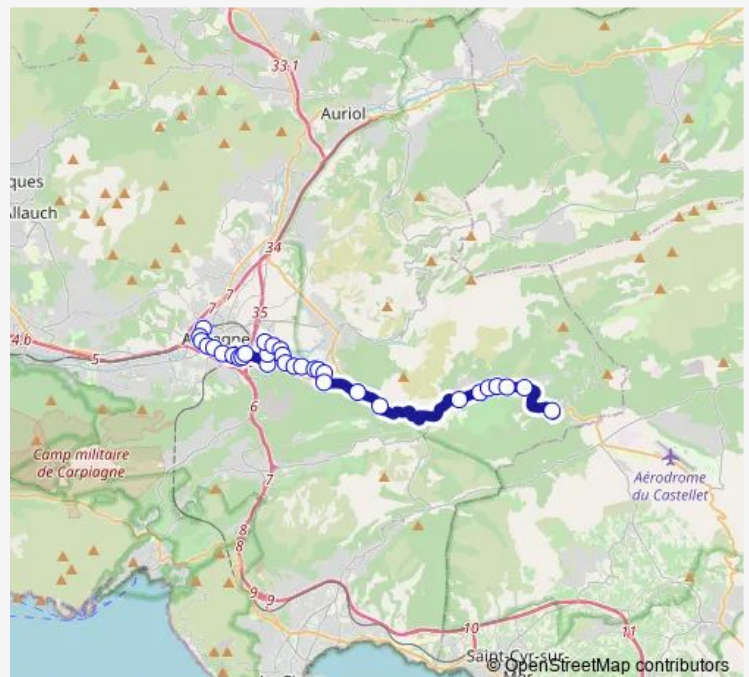 33.1
Auriol
ques
Allauch
34
7
7
35
4.6
5
6
Camp militaire
de Carpiagne
7
Aérodrome
du Castellet
8
8
9
9
10
11
Saint-Cyr-sur-
© OpenStreetMap contributors